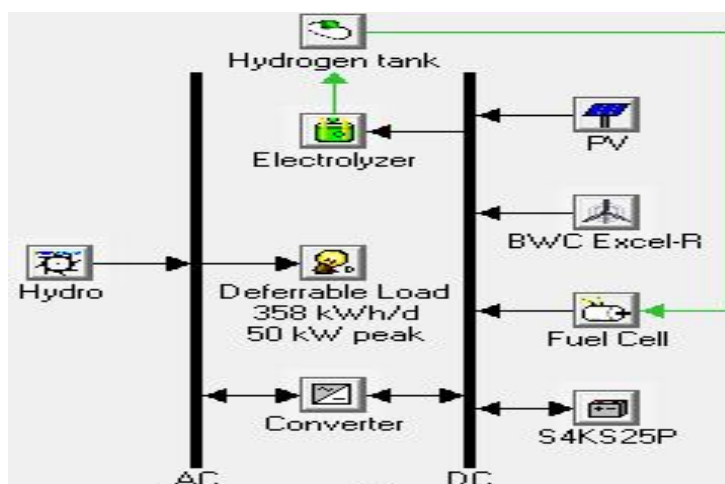 Hydrogen tank
Electrolyzer
PV
BWC Excel-R
Hydro
Deferrable Load
358 kWh/d
50 kW peak
Fuel Cell
Converter
S4KS25P
AC
DC